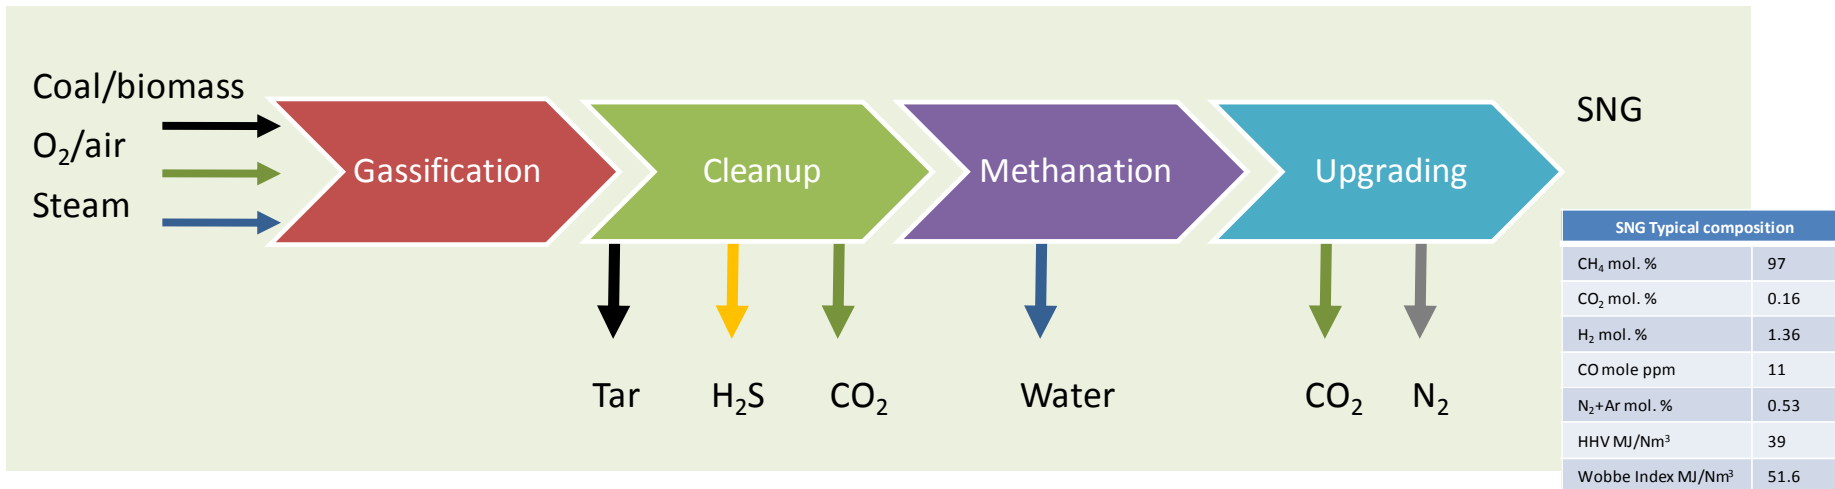 Coal/biomass
O₂/air
Steam
Gassification
Cleanup
Methanation
Upgrading
SNG
Tar
H₂S
CO₂
Water
CO₂
N₂
SNG Typical composition
CH₄ mol. % 97
CO₂ mol. % 0.16
H₂ mol. % 1.36
CO mole ppm 11
N₂+Ar mol. % 0.53
HHV MJ/Nm³ 39
Wobbe Index MJ/Nm³ 51.6